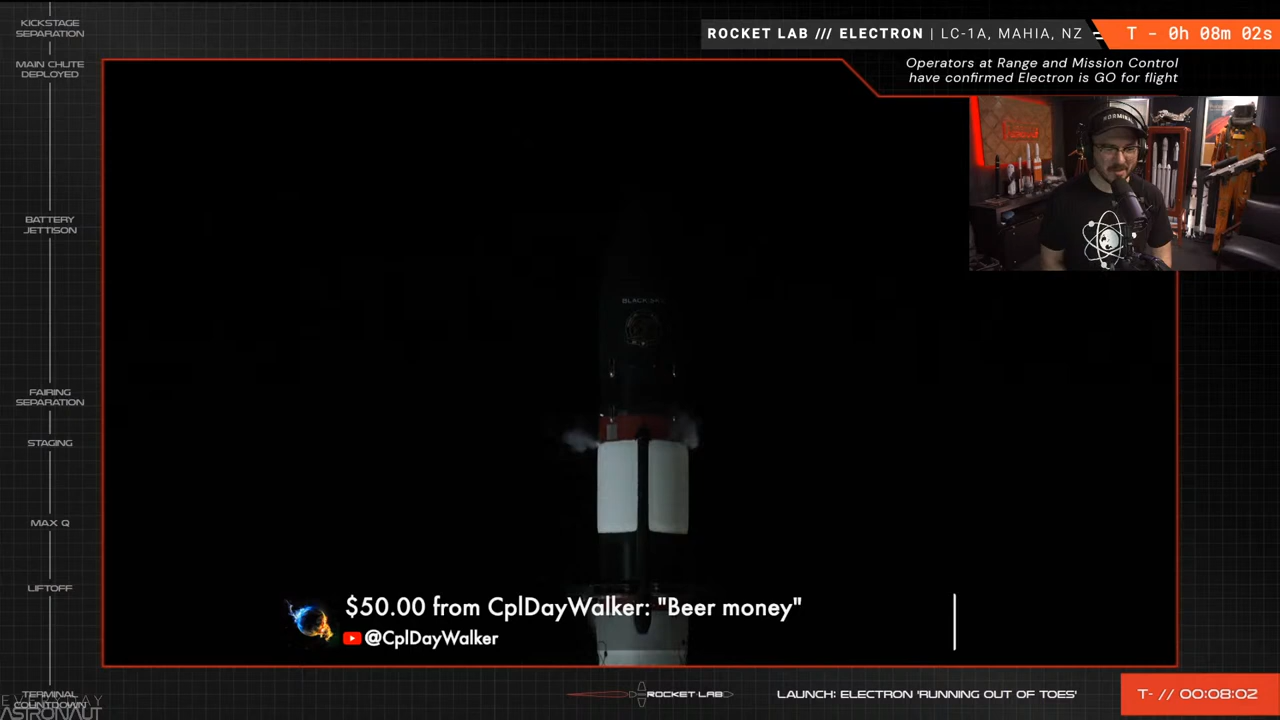 KICKSTAGE
SEPARATION
MAIN CHUTE
DEPLOYED
BATTERY
JETTISON
FAIRING
SEPARATION
STAGING
MAX Q
LIFTOFF
TERMINAL
COUNTDOWN
EVERYDAY
ASTRONAUT
ROCKET LAB /// ELECTRON | LC-1A, MAHIA, NZ
T - 0h 08m 02s
Operators at Range and Mission Control
have confirmed Electron is GO for flight
$50.00 from CplDayWalker: "Beer money"
@CplDayWalker
ROCKET LAB
LAUNCH: ELECTRON 'RUNNING OUT OF TOES'
T- // 00:08:02